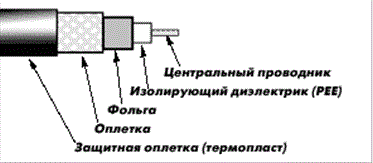 Центральный проводник
Изолирующий диэлектрик (PEE)
Фольга
Оплетка
Защитная оплетка (термопласт)